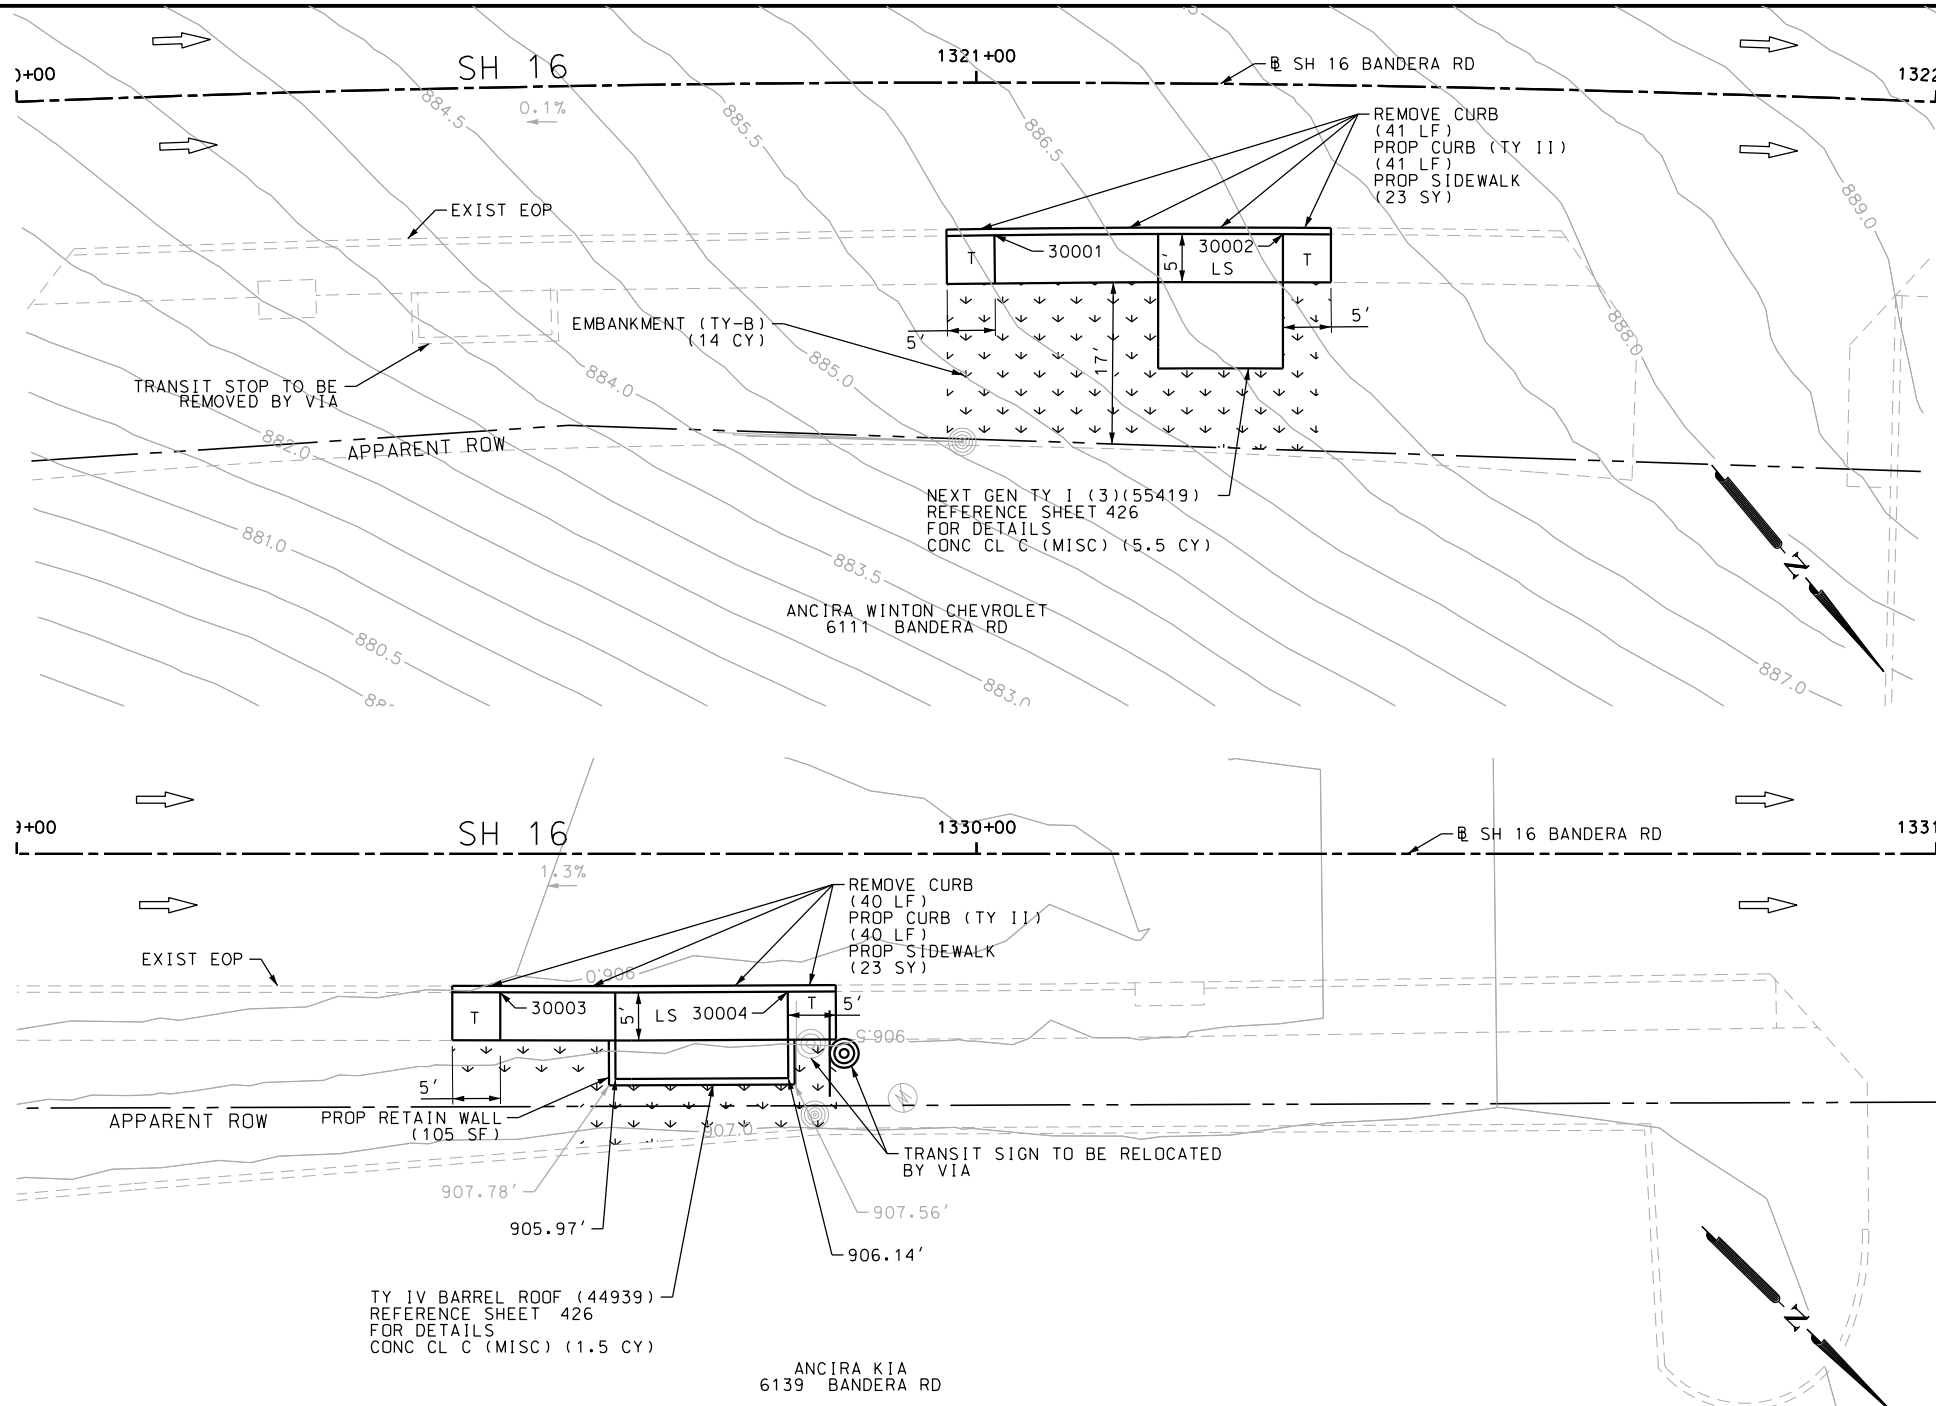 SH 16
1321+00
℄ SH 16 BANDERA RD
0.1%
884.5
885.5
886.5
889.0
REMOVE CURB
(41 LF)
PROP CURB (TY II)
(41 LF)
PROP SIDEWALK
(23 SY)
EXIST EOP
T
30001
5'
30002
LS
T
EMBANKMENT (TY-B)
(14 CY)
5'
17'
5'
888.0
885.0
884.0
TRANSIT STOP TO BE
REMOVED BY VIA
882.0
APPARENT ROW
NEXT GEN TY I (3)(55419)
REFERENCE SHEET 426
FOR DETAILS
CONC CL C (MISC) (5.5 CY)
881.0
883.5
N
ANCIRA WINTON CHEVROLET
6111 BANDERA RD
880.5
883.0
887.0
SH 16
1330+00
℄ SH 16 BANDERA RD
1.3%
REMOVE CURB
(40 LF)
PROP CURB (TY II)
(40 LF)
PROP SIDEWALK
(23 SY)
EXIST EOP
906.0
T
30003
5'
LS
30004
T
5'
906.5
5'
M
APPARENT ROW
PROP RETAIN WALL
(105 SF)
907.0
TRANSIT SIGN TO BE RELOCATED
BY VIA
907.78'
905.97'
907.56'
906.14'
TY IV BARREL ROOF (44939)
REFERENCE SHEET 426
FOR DETAILS
CONC CL C (MISC) (1.5 CY)
N
ANCIRA KIA
6139 BANDERA RD